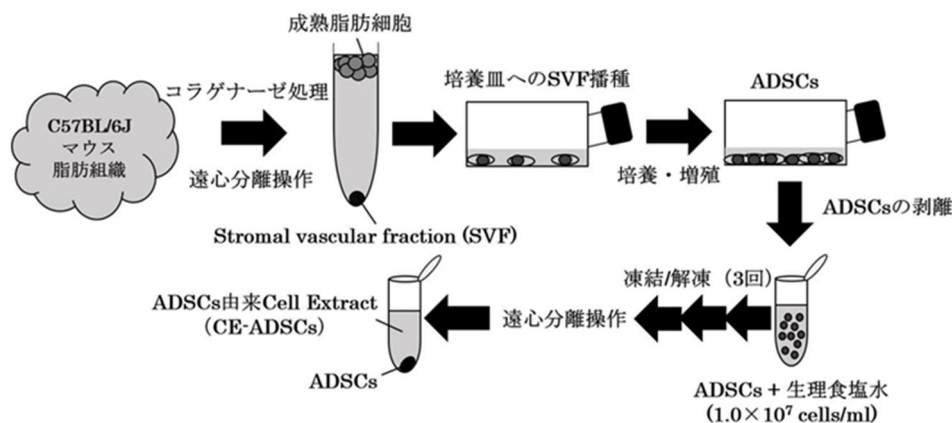 成熟脂肪細胞
コラゲナーゼ処理
C57BL/6J
マウス
脂肪組織
遠心分離操作
Stromal vascular fraction (SVF)
培養皿へのSVF播種
培養・増殖
ADSCs
ADSCsの剥離
凍結/解凍（3回）
ADSCs + 生理食塩水
(1.0×10⁷ cells/ml)
遠心分離操作
ADSCs由来Cell Extract
(CE-ADSCs)
ADSCs